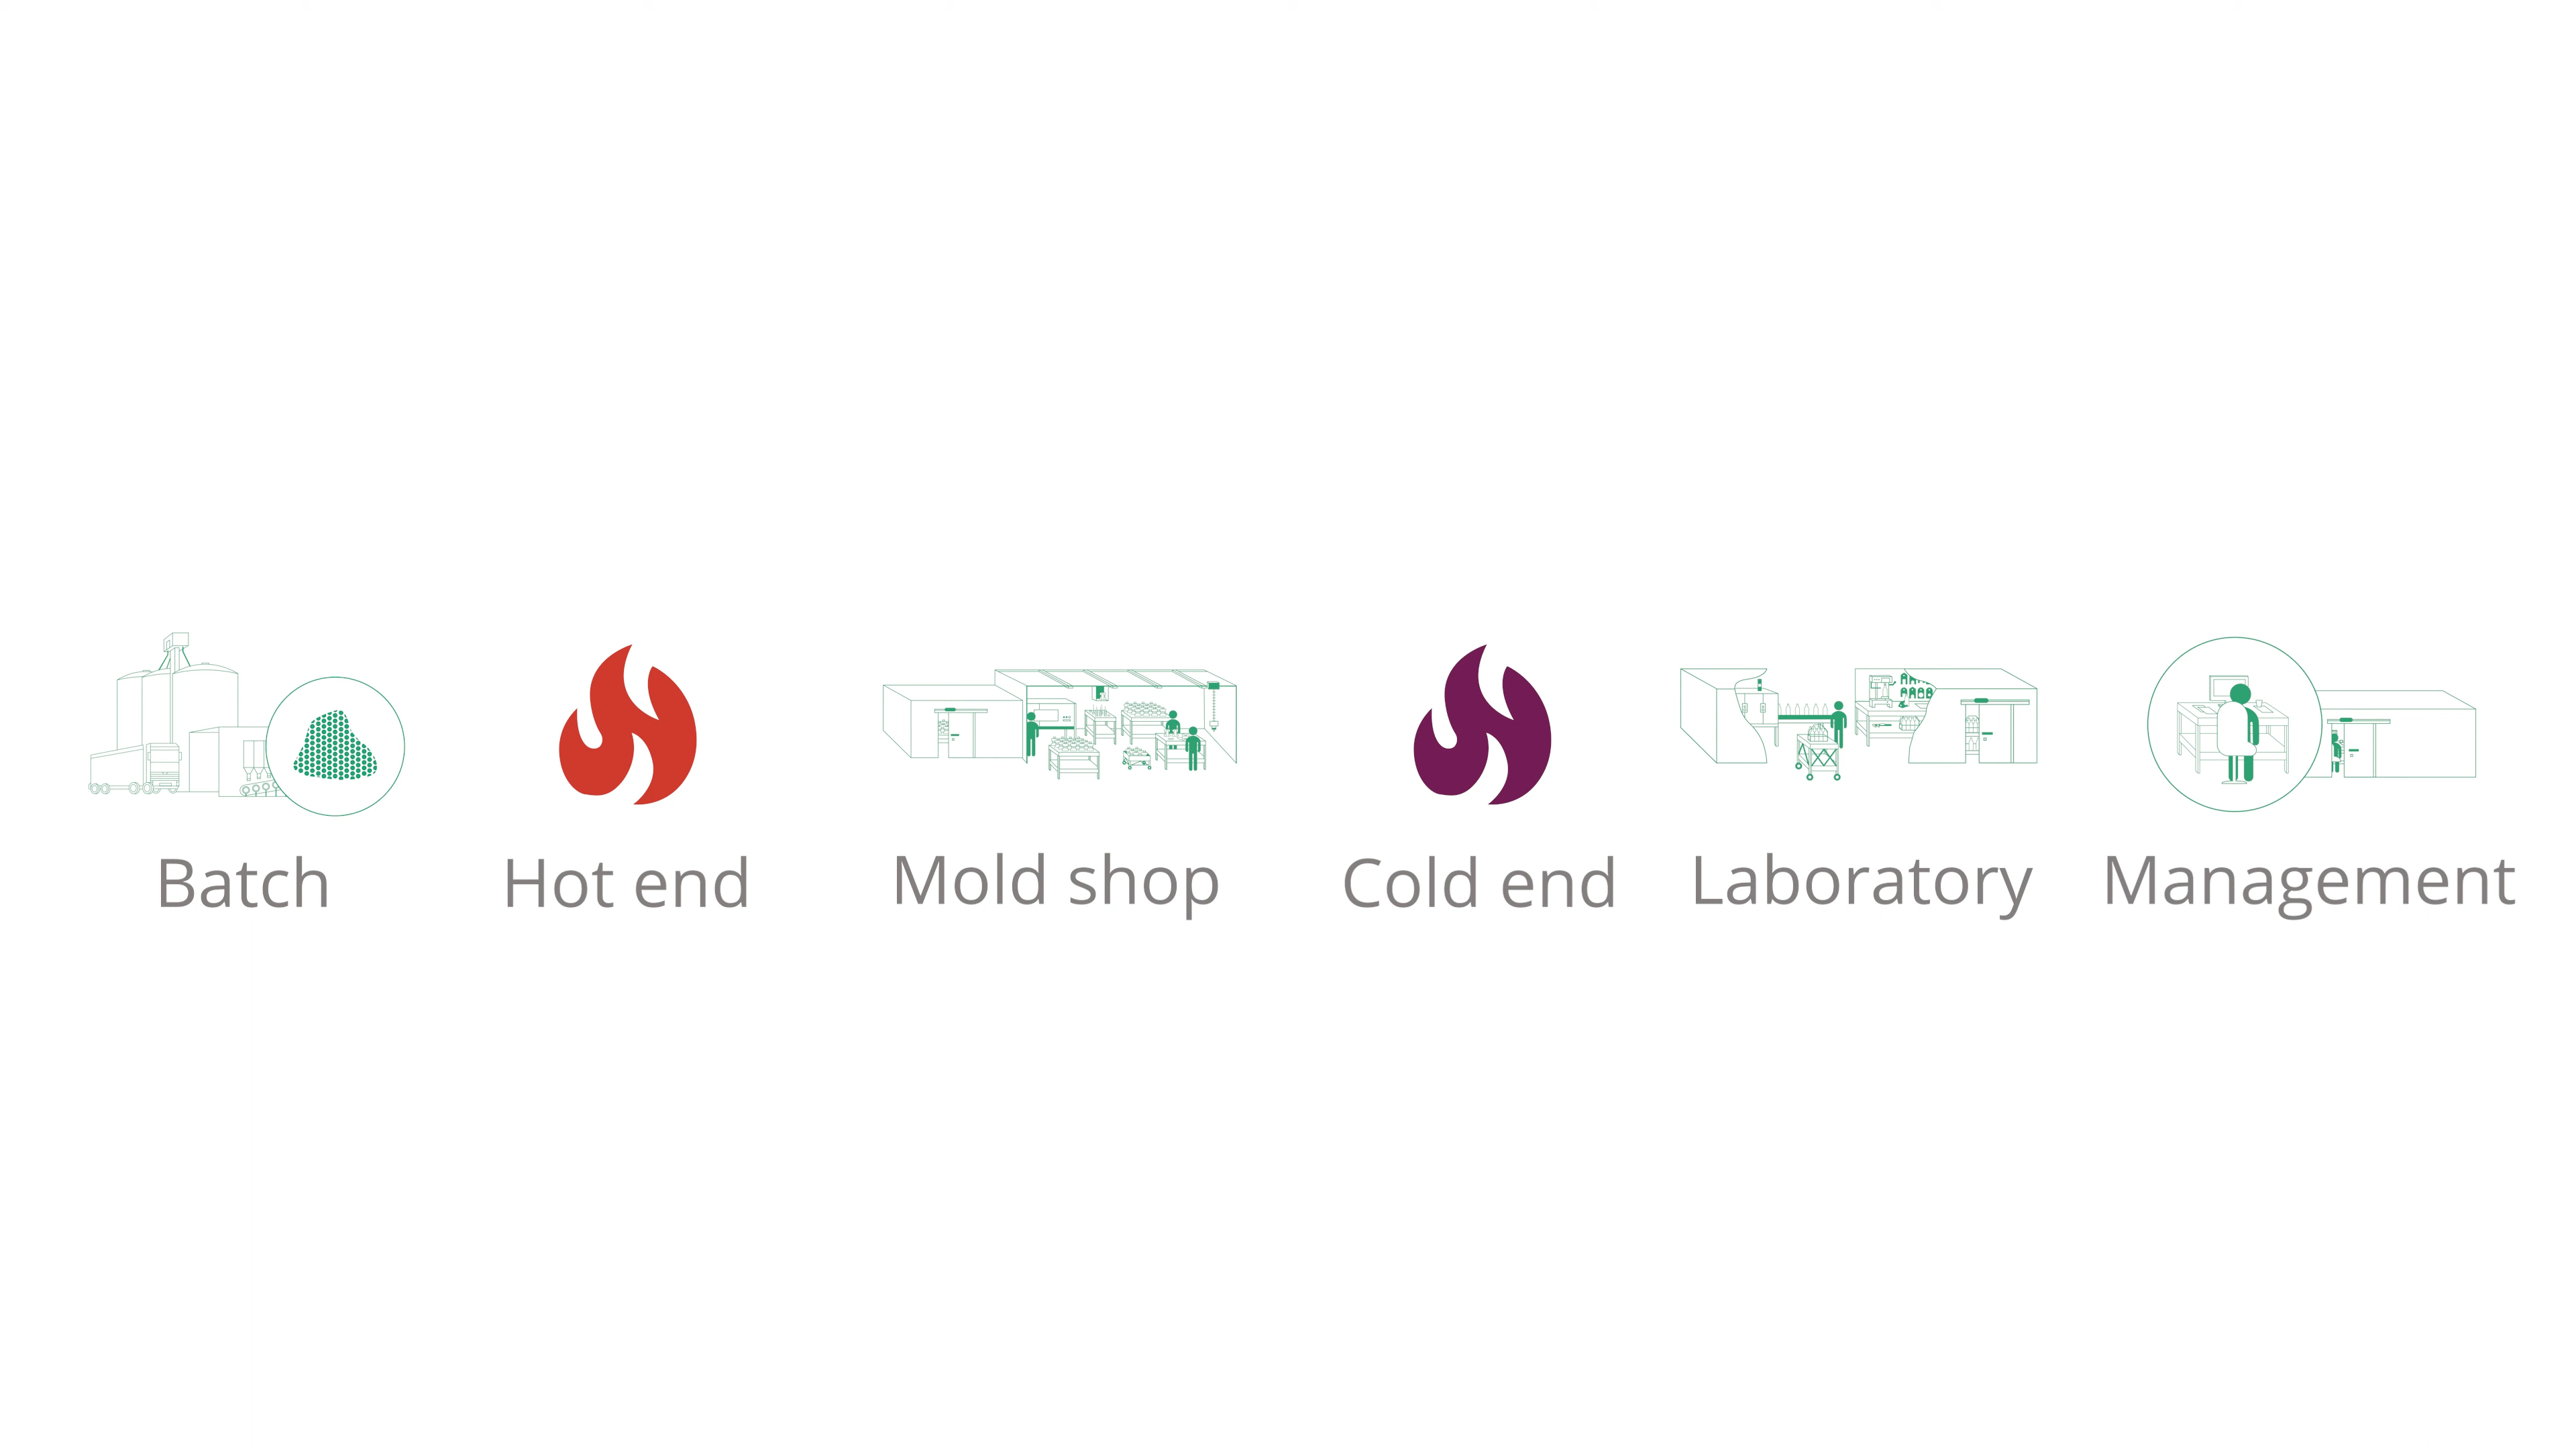 Batch
Hot end
Mold shop
Cold end
Laboratory
Management